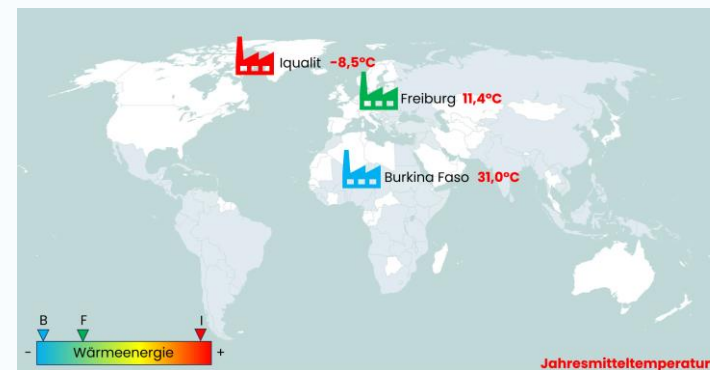 Iqualit -8,5°C
Freiburg 11,4°C
Burkina Faso 31,0°C
B F I
- Wärmeenergie +
Jahresmitteltemperatur